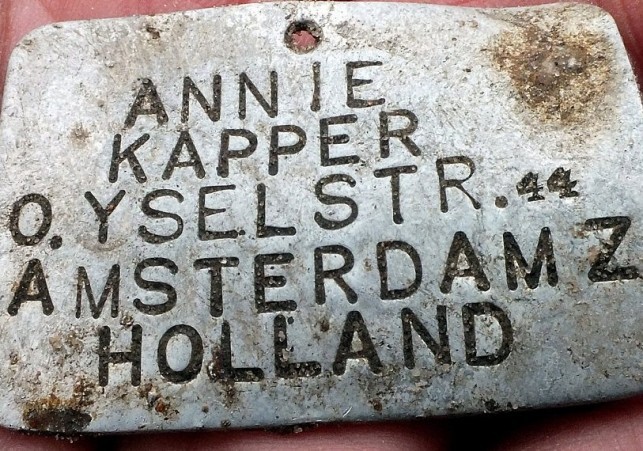 ANNIE
KAPPER
O. YSELSTR. 44
AMSTERDAM Z
HOLLAND